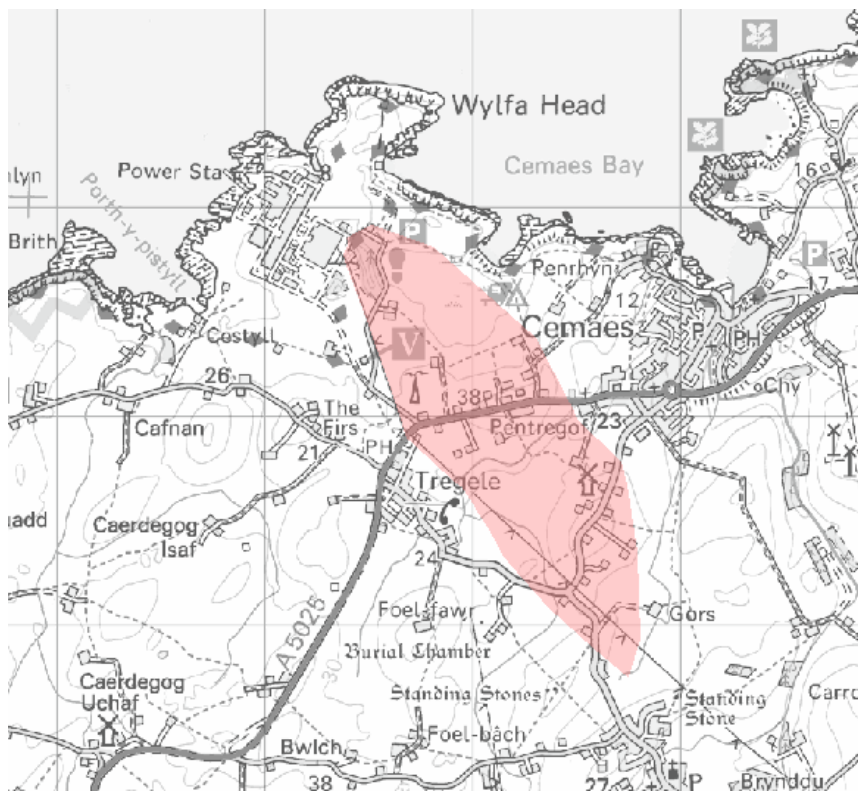 Wylfa Head
Power Sta
Cemaes Bay
Porth-y-pistyll
Brith
16
P
P
Penrhyn
12
17
Cemaes
P
PH
Cestyll
V
26
38
Chy
The
Firs
Cafnan
Pentregof
23
21
PH
Tregele
Caerdegog
Isaf
24
Foel-fawr
Gors
A5025
Burial Chamber
30
Caerdegog
Uchaf
Standing Stones
Standing
Stone
Carro
Bwlch
Foel-bach
38
27
P
Brynddu